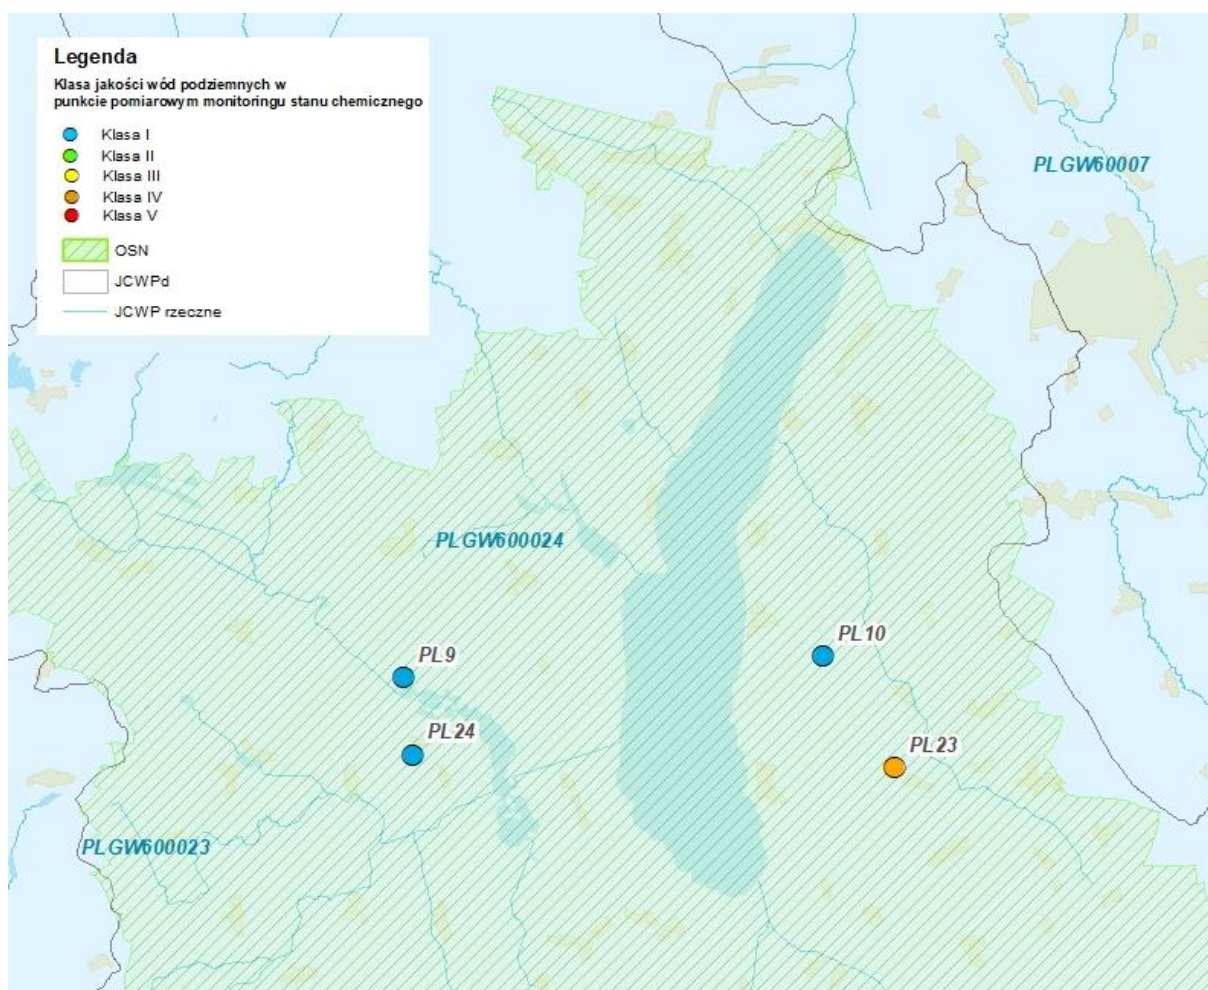 Legenda
Klasa jakości wód podziemnych w
punkcie pomiarowym monitoringu stanu chemicznego
Klasa I
Klasa II
Klasa III
Klasa IV
Klasa V
OSN
JCWPd
JCWP rzeczne
PLGW60007
PLGW600024
PL10
PL9
PL24
PL23
PLGW600023